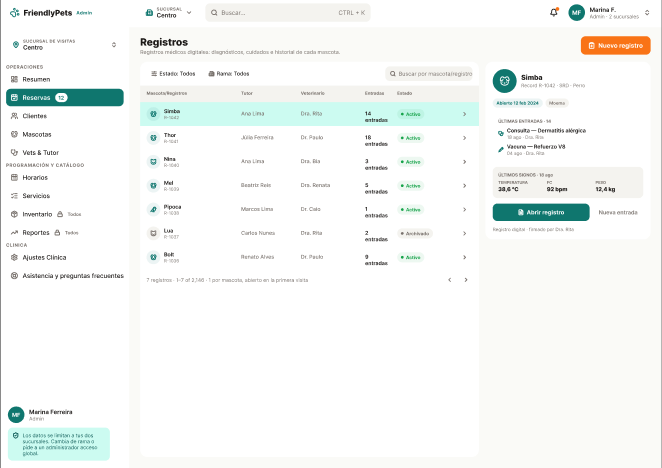 FriendlyPets Admin
SUCURSAL
Centro
Buscar...
CTRL + K
MF
Marina F.
Admin · 2 sucursales
SUCURSAL DE VISITAS
Centro
OPERACIONES
Resumen
Reservas 12
Clientes
Mascotas
Vets & Tutor
PROGRAMACIÓN Y CATÁLOGO
Horarios
Servicios
Inventario Todos
Reportes Todos
CLINICA
Ajustes Clínica
Asistencia y preguntas frecuentes
MF
Marina Ferreira
Admin
Los datos se limitan a tus dos
sucursales. Cambia de rama o
pide a un administrador acceso
global.
Registros
Registros médicos digitales: diagnósticos, cuidados e historial de cada mascota.
Nuevo registro
Estado: Todos
Rama: Todos
Buscar por mascota/registro
Mascota/Registros Tutor Veterinario Entradas Estado
Simba
R-1042
Ana Lima
Dra. Rita
14
entradas
Activo
Thor
R-1041
Júlia Ferreira
Dr. Paulo
18
entradas
Activo
Nina
R-1040
Ana Lima
Dra. Bia
3
entradas
Activo
Mel
R-1039
Beatriz Reis
Dra. Renata
5
entradas
Activo
Pipoca
R-1038
Marcos Lima
Dr. Caio
1
entradas
Activo
Lua
R-1037
Carlos Nunes
Dra. Rita
2
entradas
Archivado
Bolt
R-1036
Renato Alves
Dr. Paulo
9
entradas
Activo
7 registros · 1–7 of 2,146 · 1 por mascota, abierto en la primera visita
Simba
Record R-1042 · SRD · Perro
Abierto 12 feb 2024
Moema
ÚLTIMAS ENTRADAS · 14
Consulta — Dermatitis alérgica
18 ago · Dra. Rita
Vacuna — Refuerzo V8
04 ago · Dra. Rita
ÚLTIMOS SIGNOS · 18 ago
TEMPERATURA
38,6 °C
FC
92 bpm
PESO
12,4 kg
Abrir registro
Nueva entrada
Registro digital · firmado por Dra. Rita